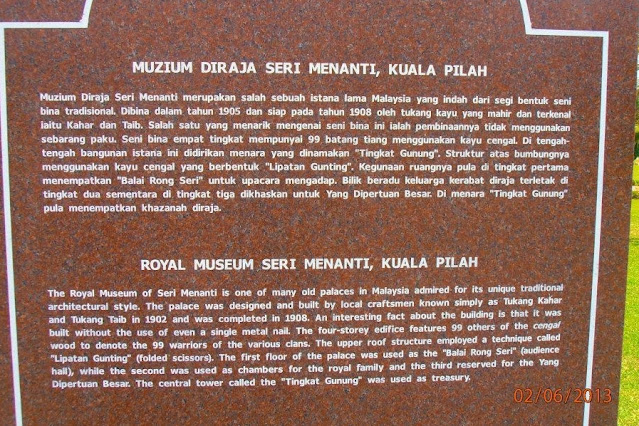 MUZIUM DIRAJA SERI MENANTI, KUALA PILAH
Muzium Diraja Seri Menanti merupakan salah sebuah istana lama Malaysia yang indah dari segi bentuk seni
bina tradisional. Dibina dalam tahun 1905 dan siap pada tahun 1908 oleh tukang kayu yang mahir dan terkenal
iaitu Kahar dan Taib. Salah satu yang menarik mengenai seni bina ini ialah pembinaannya tidak menggunakan
sebarang paku. Seni bina empat tingkat mempunyai 99 batang tiang menggunakan kayu cengal. Di tengah-
tengah bangunan istana ini didirikan menara yang dinamakan "Tingkat Gunung". Struktur atas bumbungnya
menggunakan kayu cengal yang berbentuk "Lipatan Gunting". Kegunaan ruangnya pula di tingkat pertama
menempatkan "Balai Rong Seri" untuk upacara mengadap. Bilik beradu keluarga kerabat diraja terletak di
tingkat dua sementara di tingkat tiga dikhaskan untuk Yang Dipertuan Besar. Di menara "Tingkat Gunung"
pula menempatkan khazanah diraja.
ROYAL MUSEUM SERI MENANTI, KUALA PILAH
The Royal Museum of Seri Menanti is one of many old palaces in Malaysia admired for its unique traditional
architectural style. The palace was designed and built by local craftsmen known simply as Tukang Kahar
and Tukang Taib in 1902 and was completed in 1908. An interesting fact about the building is that it was
built without the use of even a single metal nail. The four-storey edifice features 99 others of the cengal
wood to denote the 99 warriors of the various clans. The upper roof structure employed a technique called
"Lipatan Gunting" (folded scissors). The first floor of the palace was used as the "Balai Rong Seri" (audience
hall), while the second was used as chambers for the royal family and the third reserved for the Yang
Dipertuan Besar. The central tower called the "Tingkat Gunung" was used as treasury.
02/06/2013